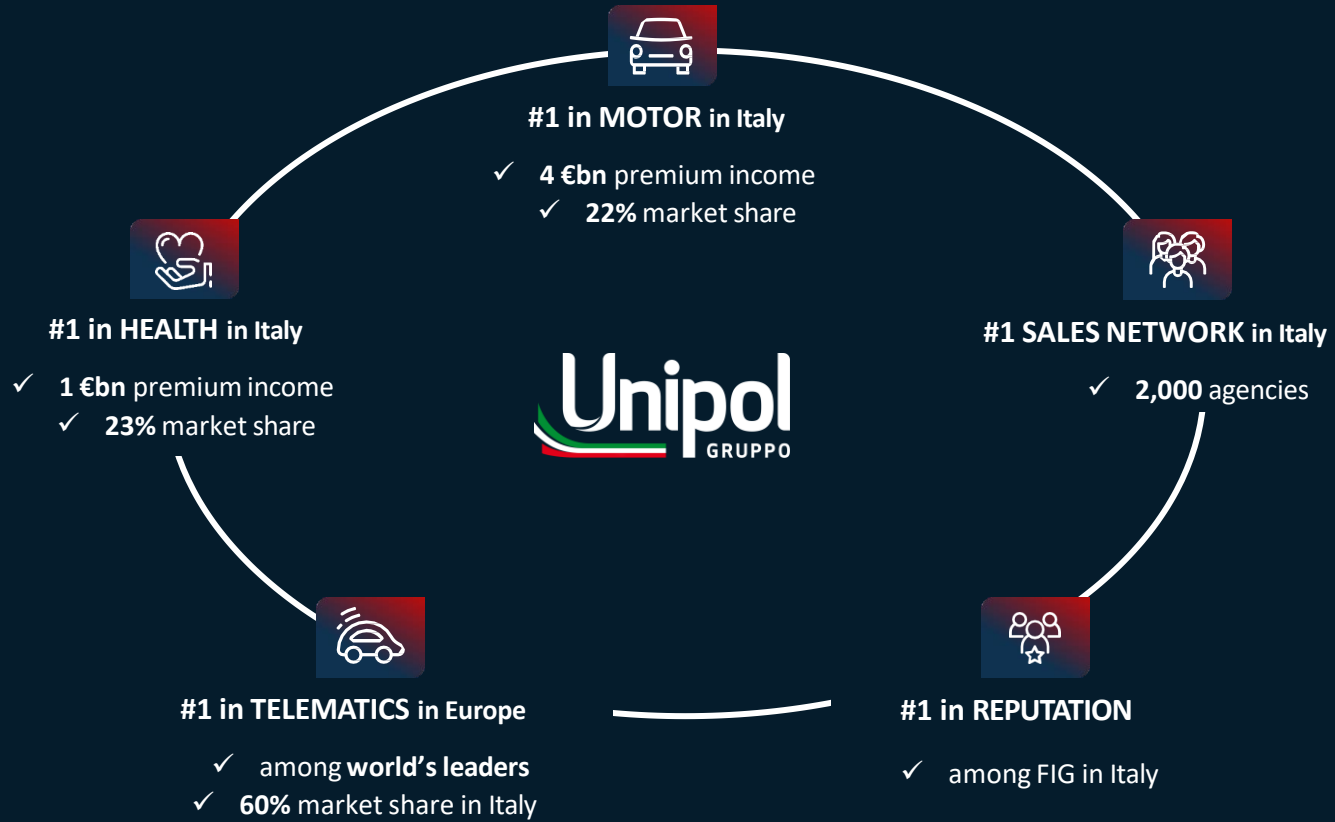 #1 in MOTOR in Italy
✓ 4 €bn premium income
✓ 22% market share
#1 in HEALTH in Italy
✓ 1 €bn premium income
✓ 23% market share
#1 SALES NETWORK in Italy
✓ 2,000 agencies
Unipol
GRUPPO
#1 in TELEMATICS in Europe
✓ among world’s leaders
✓ 60% market share in Italy
#1 in REPUTATION
✓ among FIG in Italy